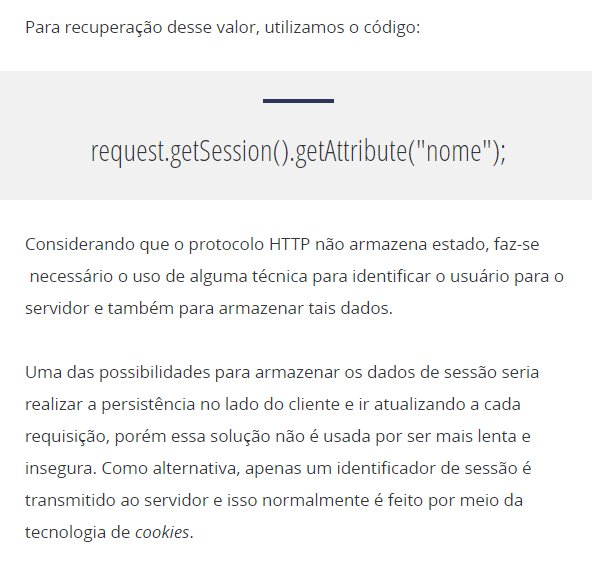 Para recuperação desse valor, utilizamos o código:
request.getSession().getAttribute("nome");
Considerando que o protocolo HTTP não armazena estado, faz-se
necessário o uso de alguma técnica para identificar o usuário para o
servidor e também para armazenar tais dados.
Uma das possibilidades para armazenar os dados de sessão seria
realizar a persistência no lado do cliente e ir atualizando a cada
requisição, porém essa solução não é usada por ser mais lenta e
insegura. Como alternativa, apenas um identificador de sessão é
transmitido ao servidor e isso normalmente é feito por meio da
tecnologia de cookies.